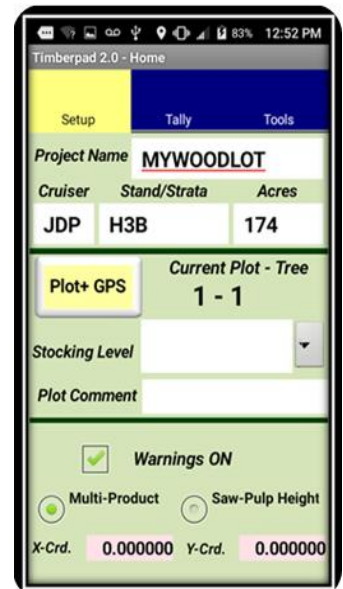 83% 12:52 PM
Timberpad 2.0 - Home
Setup Tally Tools
Project Name MYWOODLOT
Cruiser Stand/Strata Acres
JDP H3B 174
Plot+ GPS Current Plot - Tree
1 - 1
Stocking Level
Plot Comment
Warnings ON
Multi-Product Saw-Pulp Height
X-Crd. 0.000000 Y-Crd. 0.000000